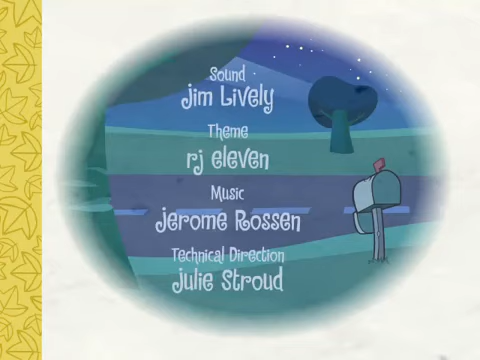 Sound
Jim Lively
Theme
rj eleven
Music
Jerome Rossen
Technical Direction
Julie Stroud